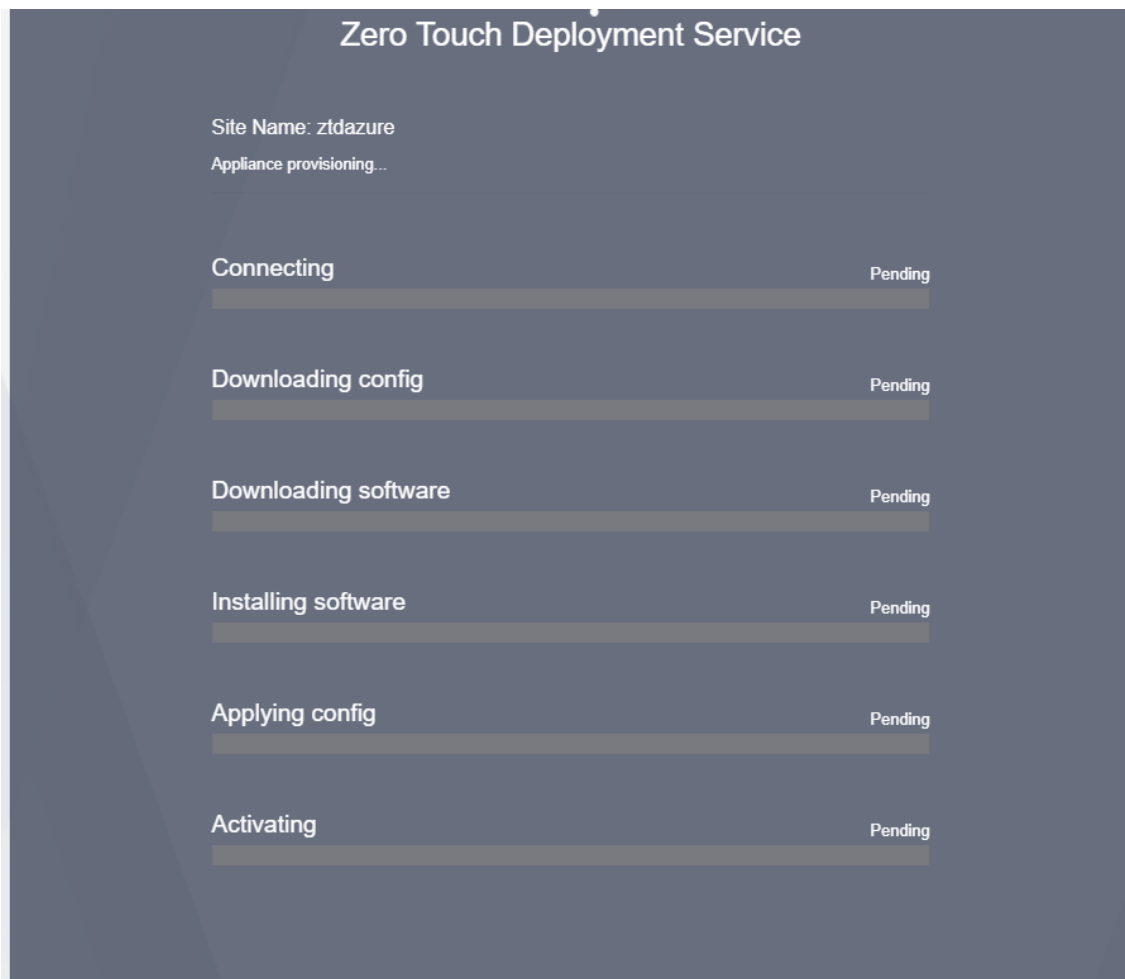 Zero Touch Deployment Service
Site Name: ztdazure
Appliance provisioning...
Connecting
Pending
Downloading config
Pending
Downloading software
Pending
Installing software
Pending
Applying config
Pending
Activating
Pending